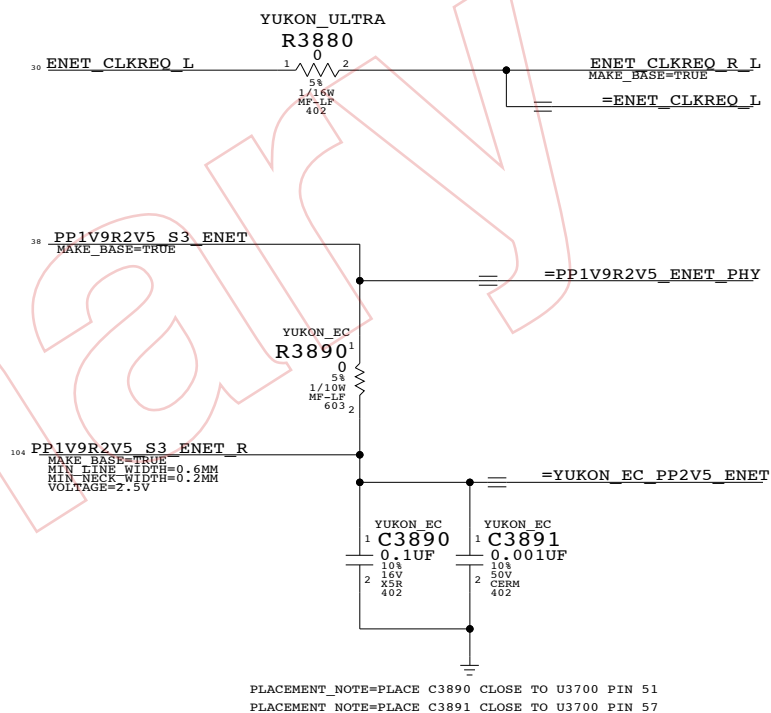 YUKON_ULTRA
R3880
0
30 ENET_CLKREQ_L
1 2
ENET_CLKREQ_R_L
MAKE_BASE=TRUE
5%
1/16W
MF-LF
402
=ENET_CLKREQ_L
38 PP1V9R2V5_S3_ENET
MAKE_BASE=TRUE
=PP1V9R2V5_ENET_PHY
YUKON_EC
R3890
1
0
5%
1/10W
MF-LF
603
2
104 PP1V9R2V5_S3_ENET_R
MAKE_BASE=TRUE
MIN_LINE_WIDTH=0.6MM
MIN_NECK_WIDTH=0.2MM
VOLTAGE=2.5V
=YUKON_EC_PP2V5_ENET
YUKON_EC
1 C3890
0.1UF
10%
16V
2 X5R
402
YUKON_EC
1 C3891
0.001UF
10%
50V
2 CERM
402
PLACEMENT_NOTE=PLACE C3890 CLOSE TO U3700 PIN 51
PLACEMENT_NOTE=PLACE C3891 CLOSE TO U3700 PIN 57
ary